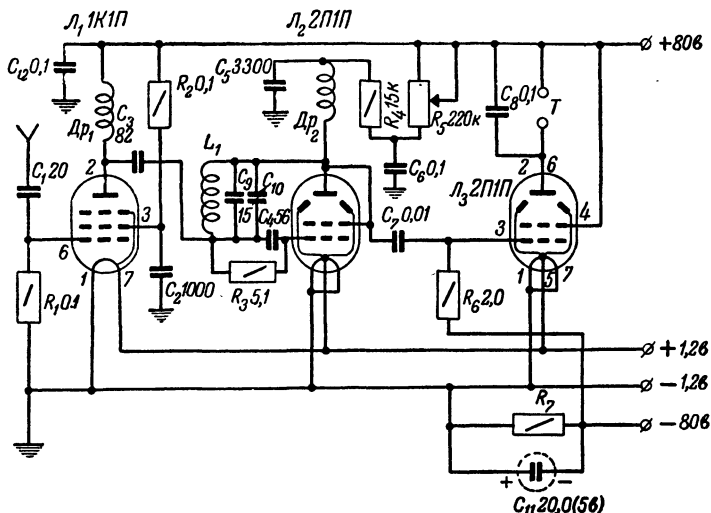 Л₁ 1К1П
Л₂ 2П1П
+80в
C₁₂ 0,1
Др₁
C₃ 82
R₂ 0,1
C₅ 3300
Др₂
R₄ 15к
R₅ 220к
C₈ 0,1
T
C₁ 20
2
L₁
C₉ 15
C₁₀
C₆ 0,1
2
6
Л₃ 2П1П
3
6
C₄ 56
C₇ 0,01
3
4
1
7
R₁ 0,1
C₂ 1000
R₃ 5,1
R₆ 2,0
1
5
7
+1,2в
−1,2в
R₇
−80в
+
−
C₁₁ 20,0(5в)